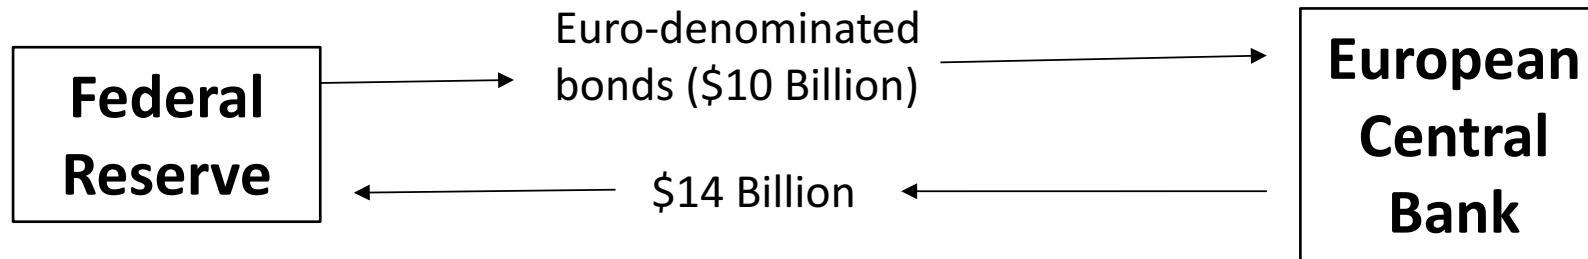 Federal
Reserve
Euro-denominated
bonds ($10 Billion)
$14 Billion
European
Central
Bank